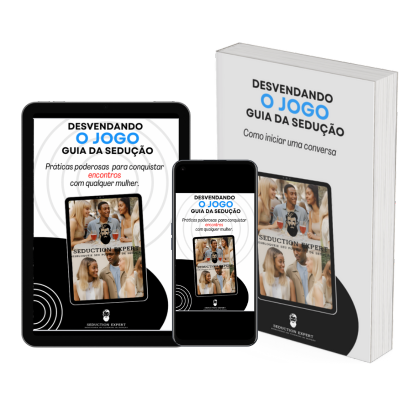 DESVENDANDO
O JOGO
GUIA DA SEDUÇÃO
Práticas poderosas para conquistar
encontros
com qualquer mulher.
SEDUCTION EXPERT
SEDUCTION EXPERT
DESVENDANDO
O JOGO
GUIA DA SEDUÇÃO
Práticas poderosas para conquistar
encontros
com qualquer mulher.
SEDUCTION EXPERT
DESVENDANDO
O JOGO
GUIA DA SEDUÇÃO
Como iniciar uma conversa
SEDUCTION EXPERT
SEDUCTION EXPERT